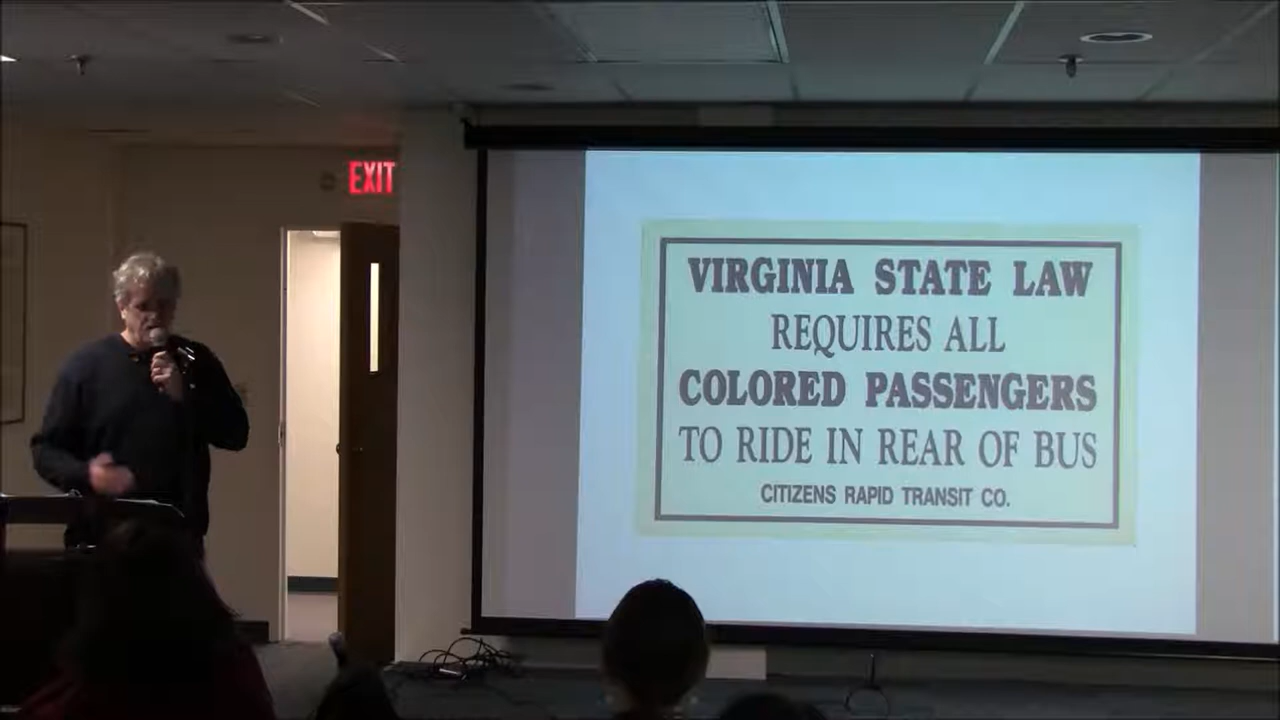 EXIT
VIRGINIA STATE LAW
REQUIRES ALL
COLORED PASSENGERS
TO RIDE IN REAR OF BUS
CITIZENS RAPID TRANSIT CO.